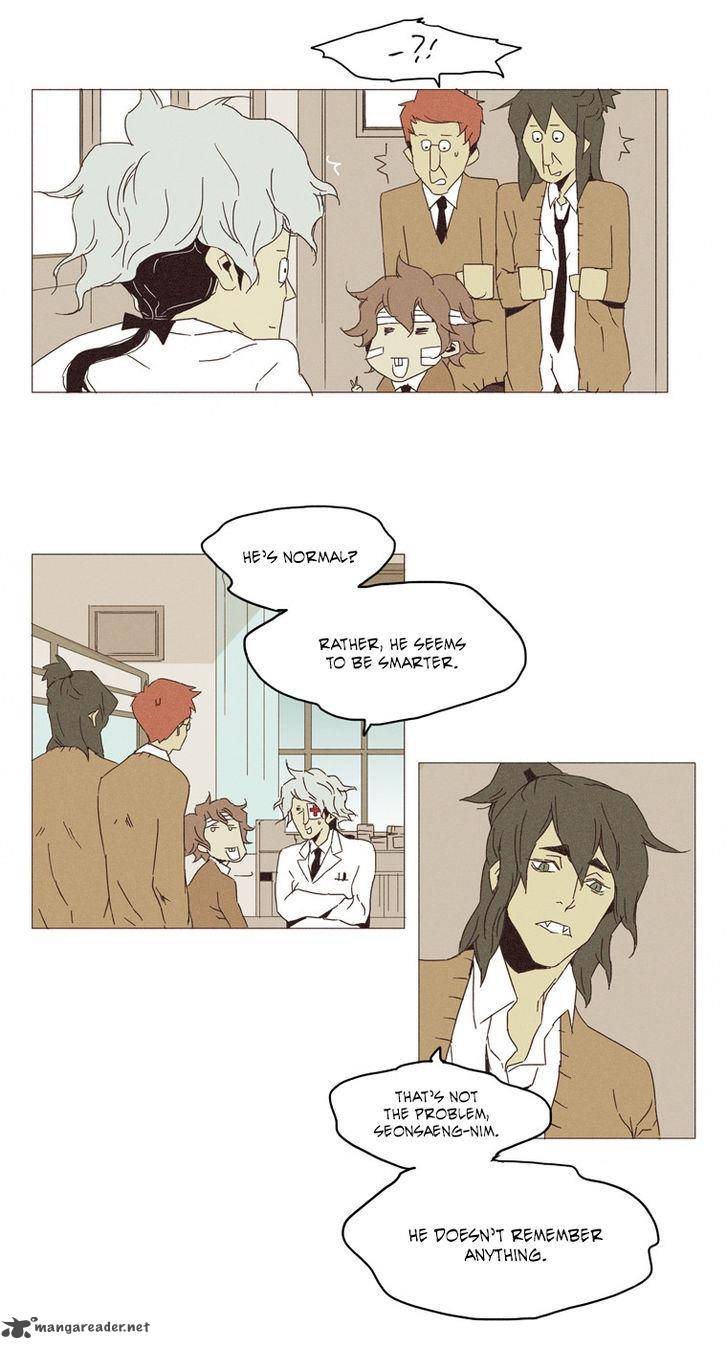 -?!
HE'S NORMAL?
RATHER, HE SEEMS
TO BE SMARTER.
THAT'S NOT
THE PROBLEM,
SEONSAENG-NIM.
HE DOESN'T REMEMBER
ANYTHING.
mangareader.net